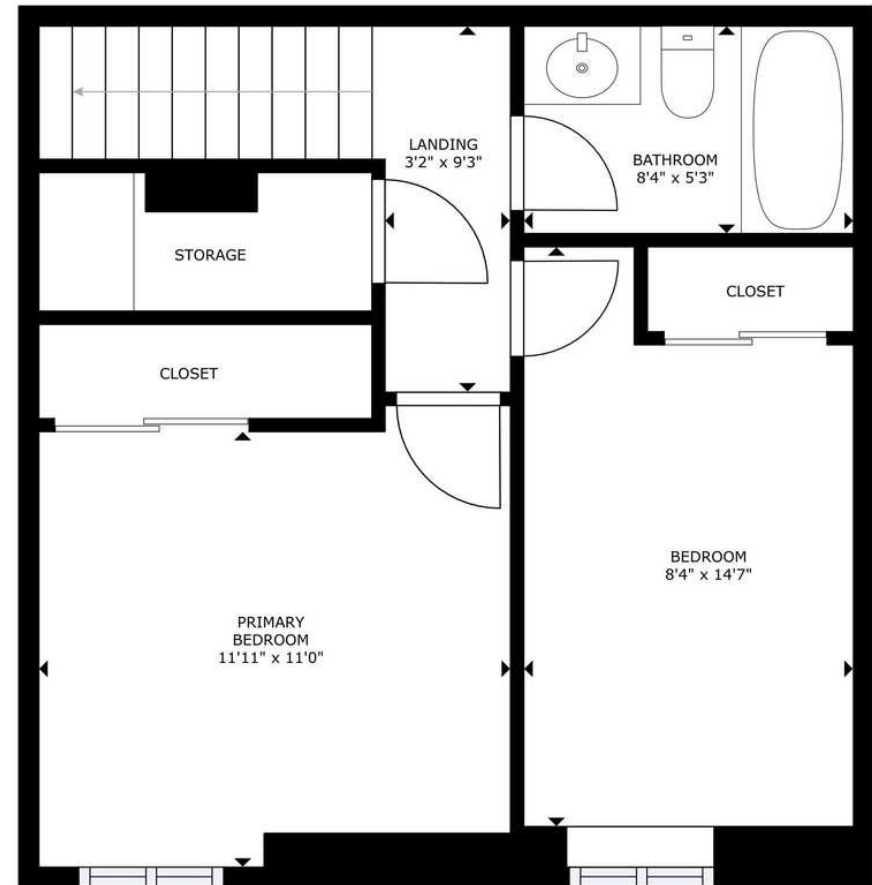 LANDING
3'2" x 9'3"
BATHROOM
8'4" x 5'3"
STORAGE
CLOSET
CLOSET
BEDROOM
8'4" x 14'7"
PRIMARY
BEDROOM
11'11" x 11'0"